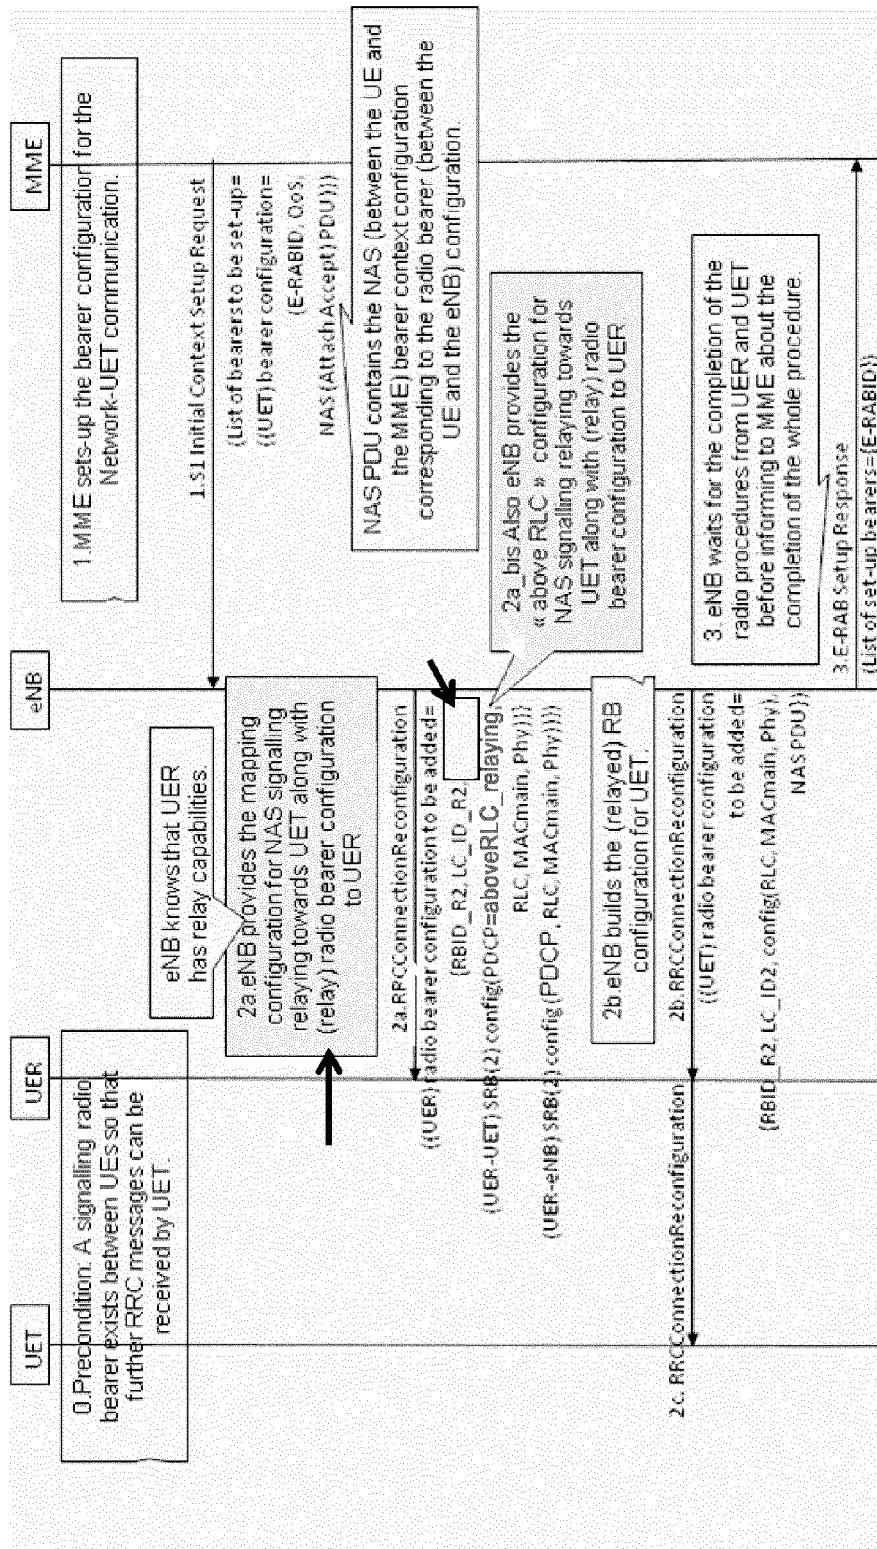 UET
UER
eNB
MME
0.Precondition. A signalling radio
bearer exists between UEs so that
further RRC messages can be
received by UET.
eNB knows that UER
has relay capabilities.
1.MME sets-up the bearer configuration for the
Network-UET communication.
1.S1 Initial Context Setup Request
(List of bearers to be set-up=
((UET) bearer configuration=
(E-RABID, QoS,
NAS (Attach Accept) PDU)))
2a eNB provides the mapping
configuration for NAS signalling
relaying towards UET along with
(relay) radio bearer configuration
to UER
NAS PDU contains the NAS (between the UE and
the MME) bearer context configuration
corresponding to the radio bearer (between the
UE and the eNB) configuration.
2a.RRCConnectionReconfiguration
((UER) radio bearer configuration to be added=
(RBID_R2, LC_ID_R2,
(UER-UET) SRB(2) config(PDCP=aboveRLC_relaying,
RLC, MACmain, Phy)))
(UER-eNB) SRB(2) config (PDCP, RLC, MACmain, Phy))))
2a_bis Also eNB provides the
« above RLC » configuration for
NAS signalling relaying towards
UET along with (relay) radio
bearer configuration to UER
2b eNB builds the (relayed) RB
configuration for UET.
2b. RRCConnectionReconfiguration
((UET) radio bearer configuration
to be added=
(RBID_R2, LC_ID2, config(RLC, MACmain, Phy),
NAS PDU))
2c. RRCConnectionReconfiguration
3. eNB waits for the completion of the
radio procedures from UER and UET
before informing to MME about the
completion of the whole procedure.
3.E-RAB Setup Response
(List of set-up bearers={E-RABID})